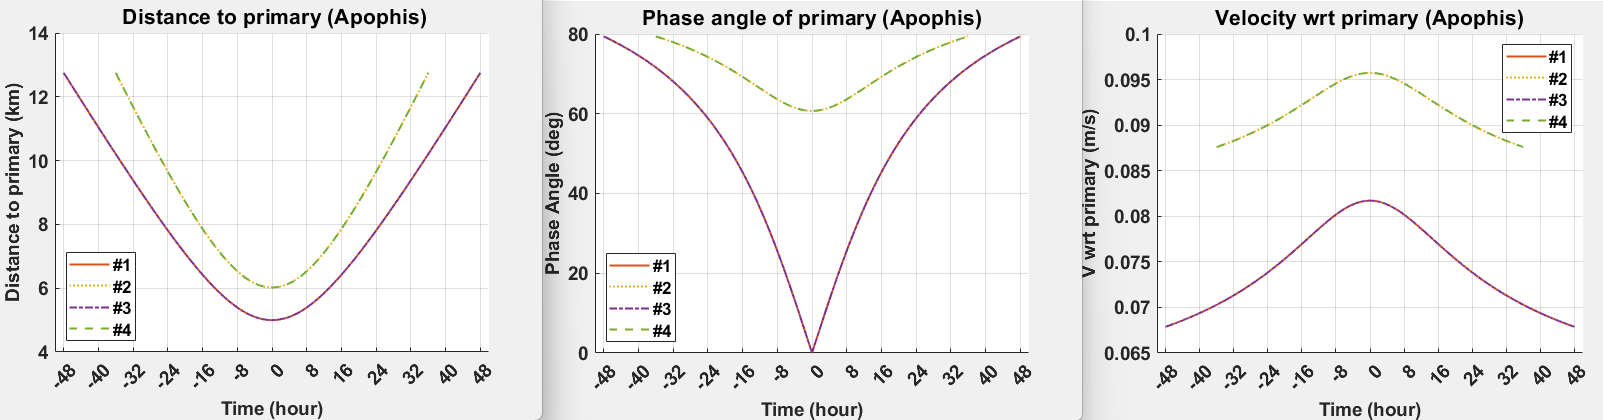 Distance to primary (Apophis)
14
12
10
8
6
4
Distance to primary (km)
#1
#2
#3
#4
-48 -40 -32 -24 -16 -8 0 8 16 24 32 40 48
Time (hour)
Phase angle of primary (Apophis)
80
60
40
20
0
Phase Angle (deg)
#1
#2
#3
#4
-48 -40 -32 -24 -16 -8 0 8 16 24 32 40 48
Time (hour)
Velocity wrt primary (Apophis)
0.1
0.095
0.09
0.085
0.08
0.075
0.07
0.065
V wrt primary (m/s)
#1
#2
#3
#4
-48 -40 -32 -24 -16 -8 0 8 16 24 32 40 48
Time (hour)